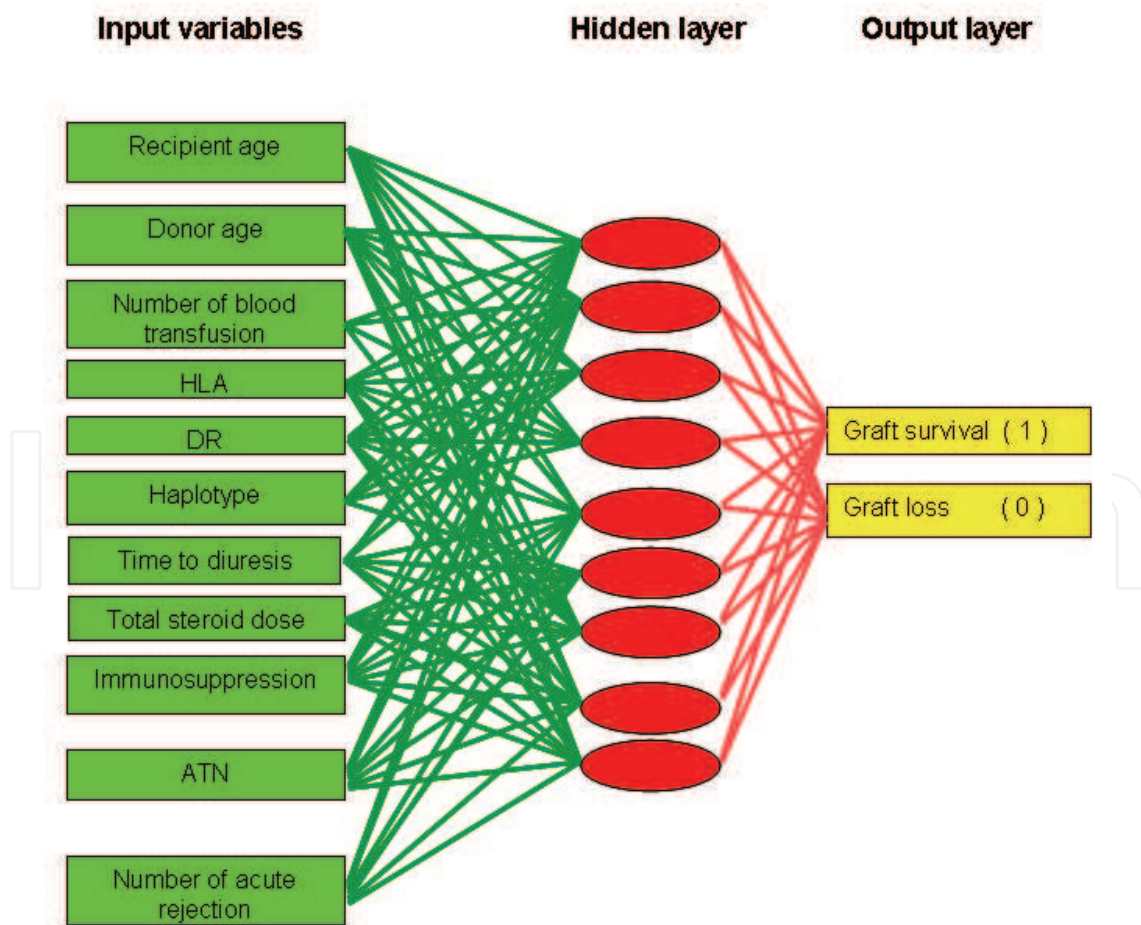 Input variables
Hidden layer
Output layer
Recipient age
Donor age
Number of blood
transfusion
HLA
DR
Haplotype
Time to diuresis
Total steroid dose
Immunosuppression
ATN
Number of acute
rejection
Graft survival ( 1 )
Graft loss ( 0 )